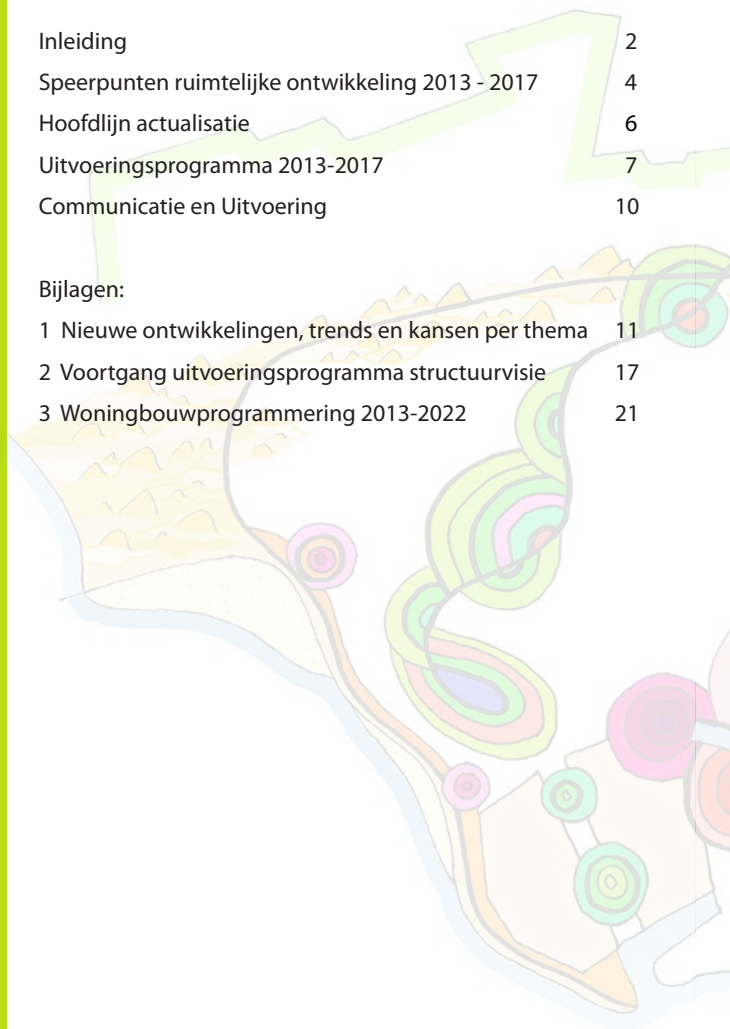 Inleiding 2
Speerpunten ruimtelijke ontwikkeling 2013 - 2017 4
Hoofdlijn actualisatie 6
Uitvoeringsprogramma 2013-2017 7
Communicatie en Uitvoering 10
Bijlagen:
1 Nieuwe ontwikkelingen, trends en kansen per thema 11
2 Voortgang uitvoeringsprogramma structuurvisie 17
3 Woningbouwprogrammering 2013-2022 21